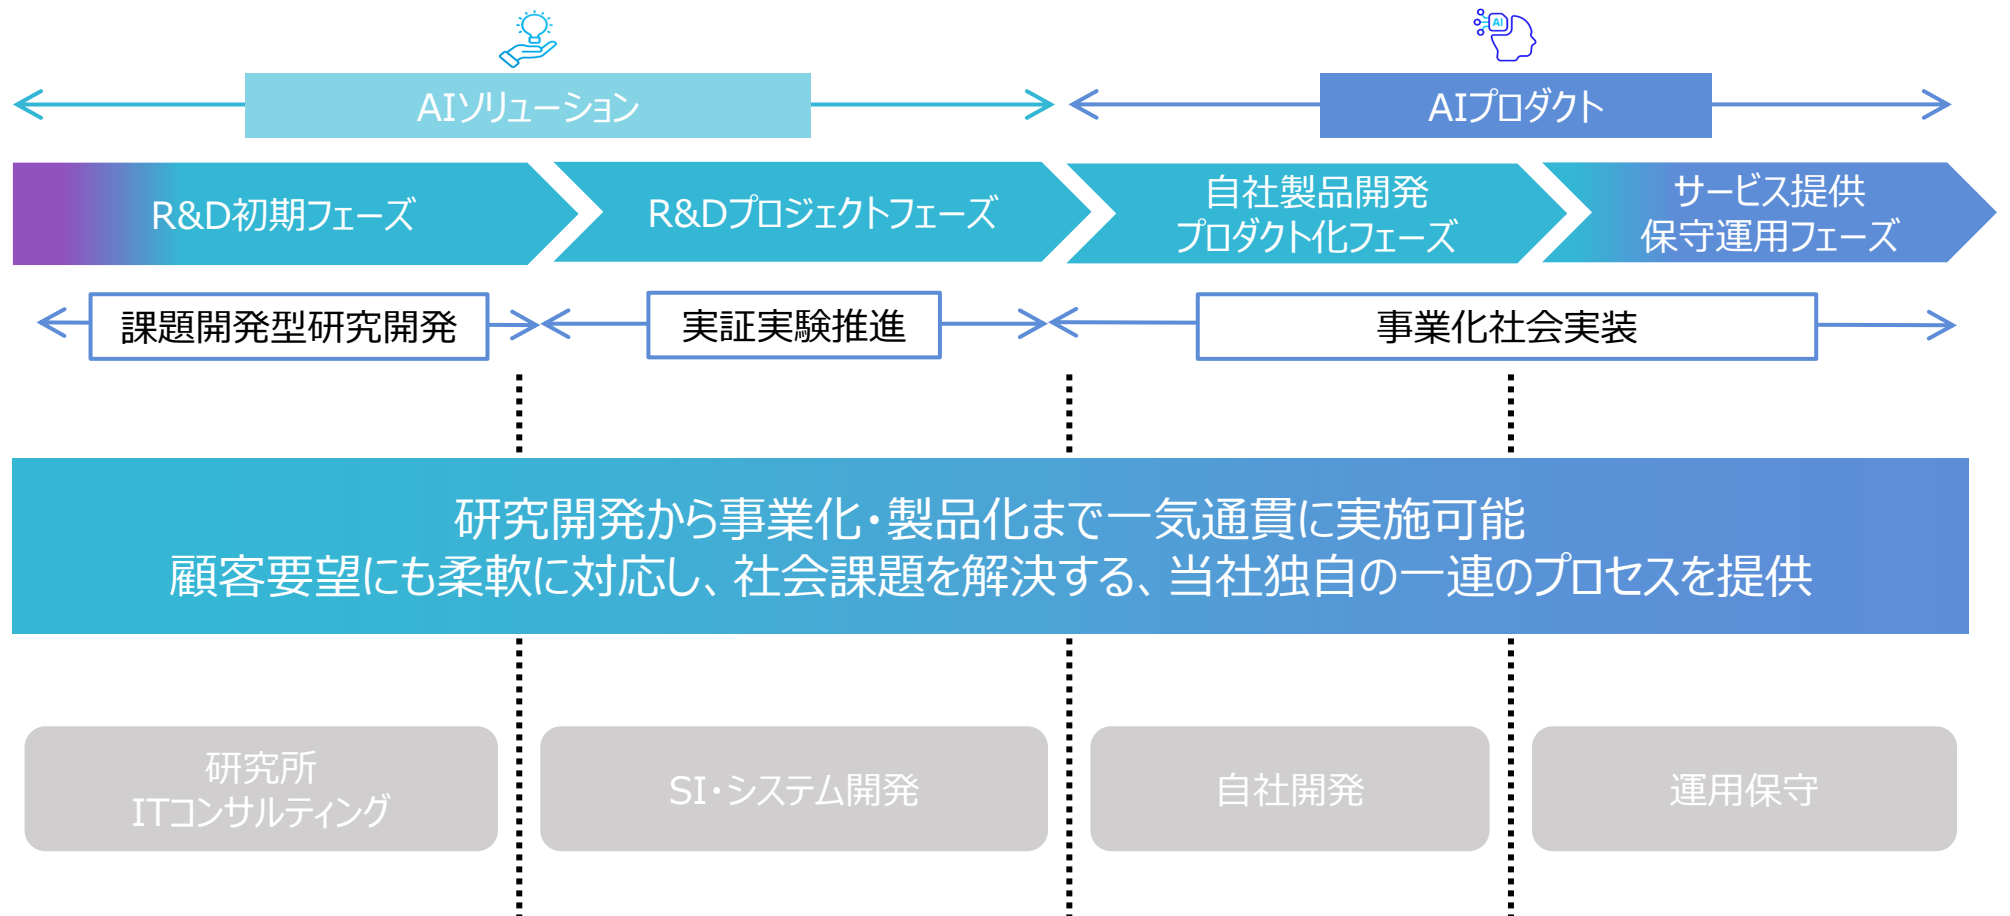 AI
AIソリューション
AIプロダクト
R&D初期フェーズ
R&Dプロジェクトフェーズ
自社製品開発
プロダクト化フェーズ
サービス提供
保守運用フェーズ
課題開発型研究開発
実証実験推進
事業化社会実装
研究開発から事業化・製品化まで一気通貫に実施可能
顧客要望にも柔軟に対応し、社会課題を解決する、当社独自の一連のプロセスを提供
研究所
ITコンサルティング
SI・システム開発
自社開発
運用保守